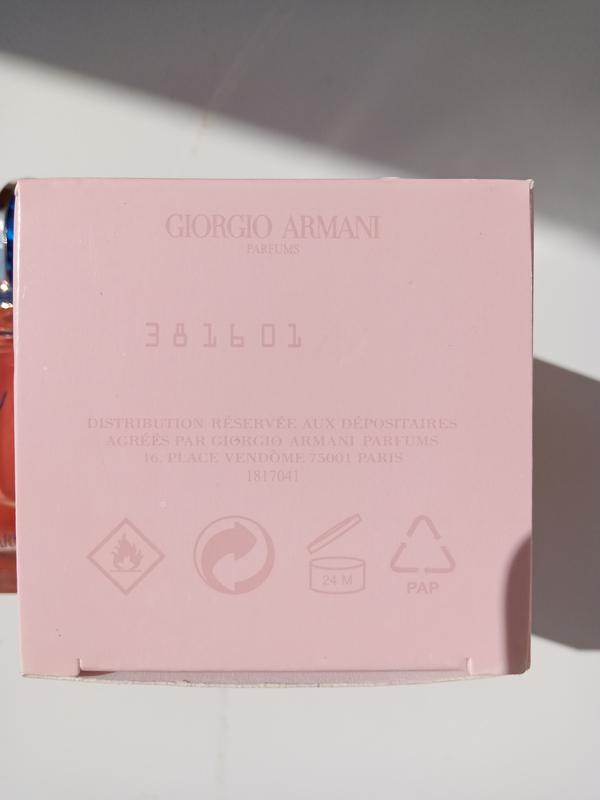 GIORGIO ARMANI
PARFUMS
381601
DISTRIBUTION RÉSERVÉE AUX DÉPOSITAIRES
AGRÉÉS PAR GIORGIO ARMANI PARFUMS
16, PLACE VENDÔME 75001 PARIS
1817041
24 M
PAP